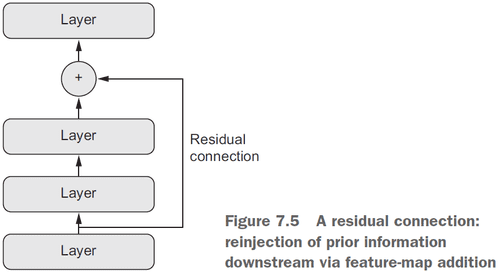 Layer
+
Layer
Residual
connection
Layer
Layer
Figure 7.5 A residual connection:
reinjection of prior information
downstream via feature-map addition